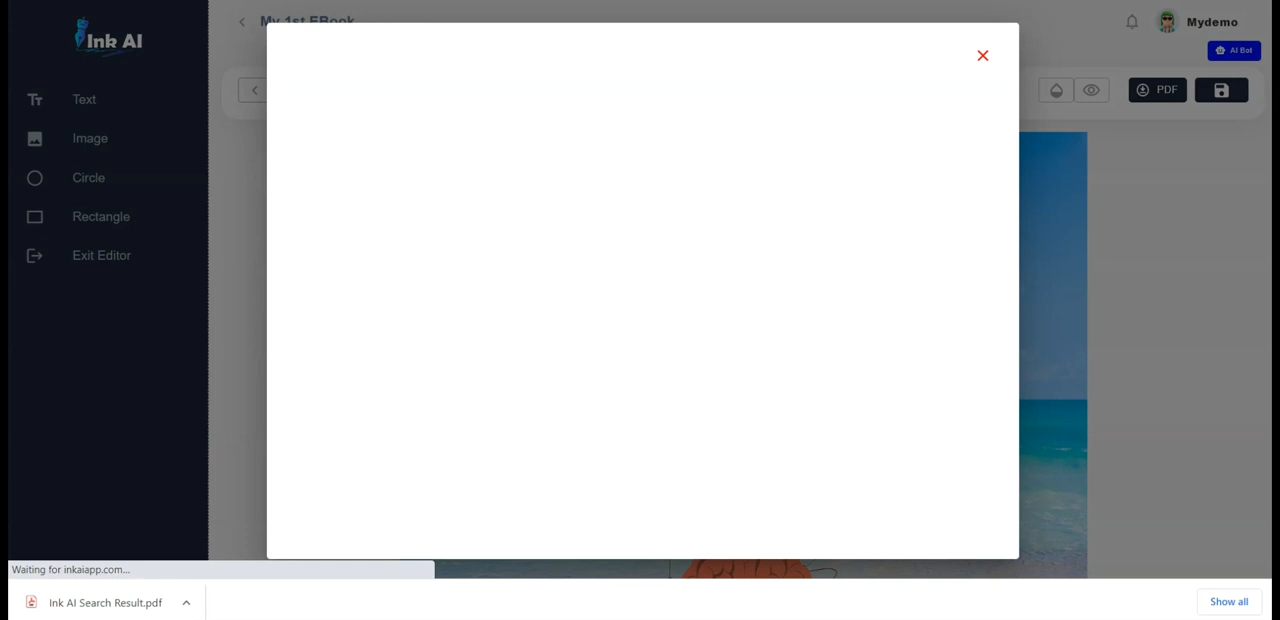 Ink AI
My 1st EBook
Mydemo
AI Bot
Text
PDF
Image
Circle
Rectangle
Exit Editor
Waiting for inkaiapp.com...
Ink AI Search Result.pdf
Show all